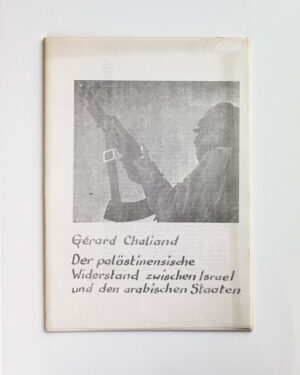 Gérard Chaliand
Der palästinensische
Widerstand zwischen Israel
und den arabischen Staaten